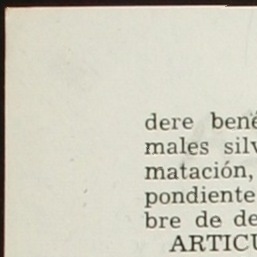 dere bené
males silv
matación,
pondiente
bre de de
ARTICU